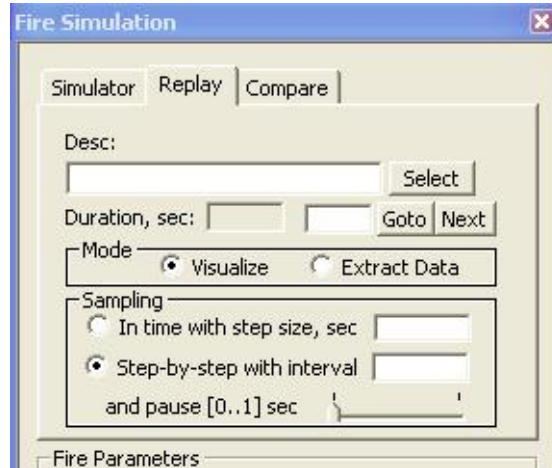 Fire Simulation
Simulator Replay Compare
Desc:
Select
Duration, sec: Goto Next
Mode
Visualize Extract Data
Sampling
In time with step size, sec
Step-by-step with interval
and pause [0..1] sec
Fire Parameters